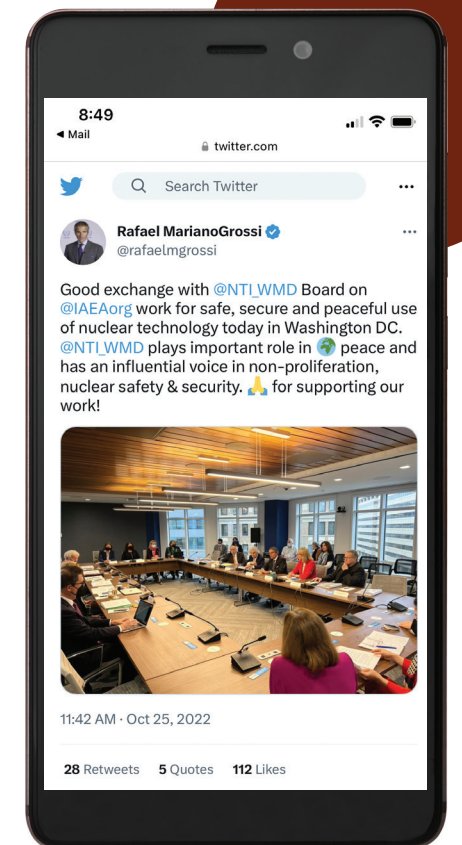 8:49
◀ Mail
twitter.com
Search Twitter
Rafael MarianoGrossi
@rafaelmgrossi
Good exchange with @NTI_WMD Board on
@IAEAorg work for safe, secure and peaceful use
of nuclear technology today in Washington DC.
@NTI_WMD plays important role in 🌍 peace and
has an influential voice in non-proliferation,
nuclear safety & security. 🙏 for supporting our
work!
11:42 AM · Oct 25, 2022
28 Retweets 5 Quotes 112 Likes